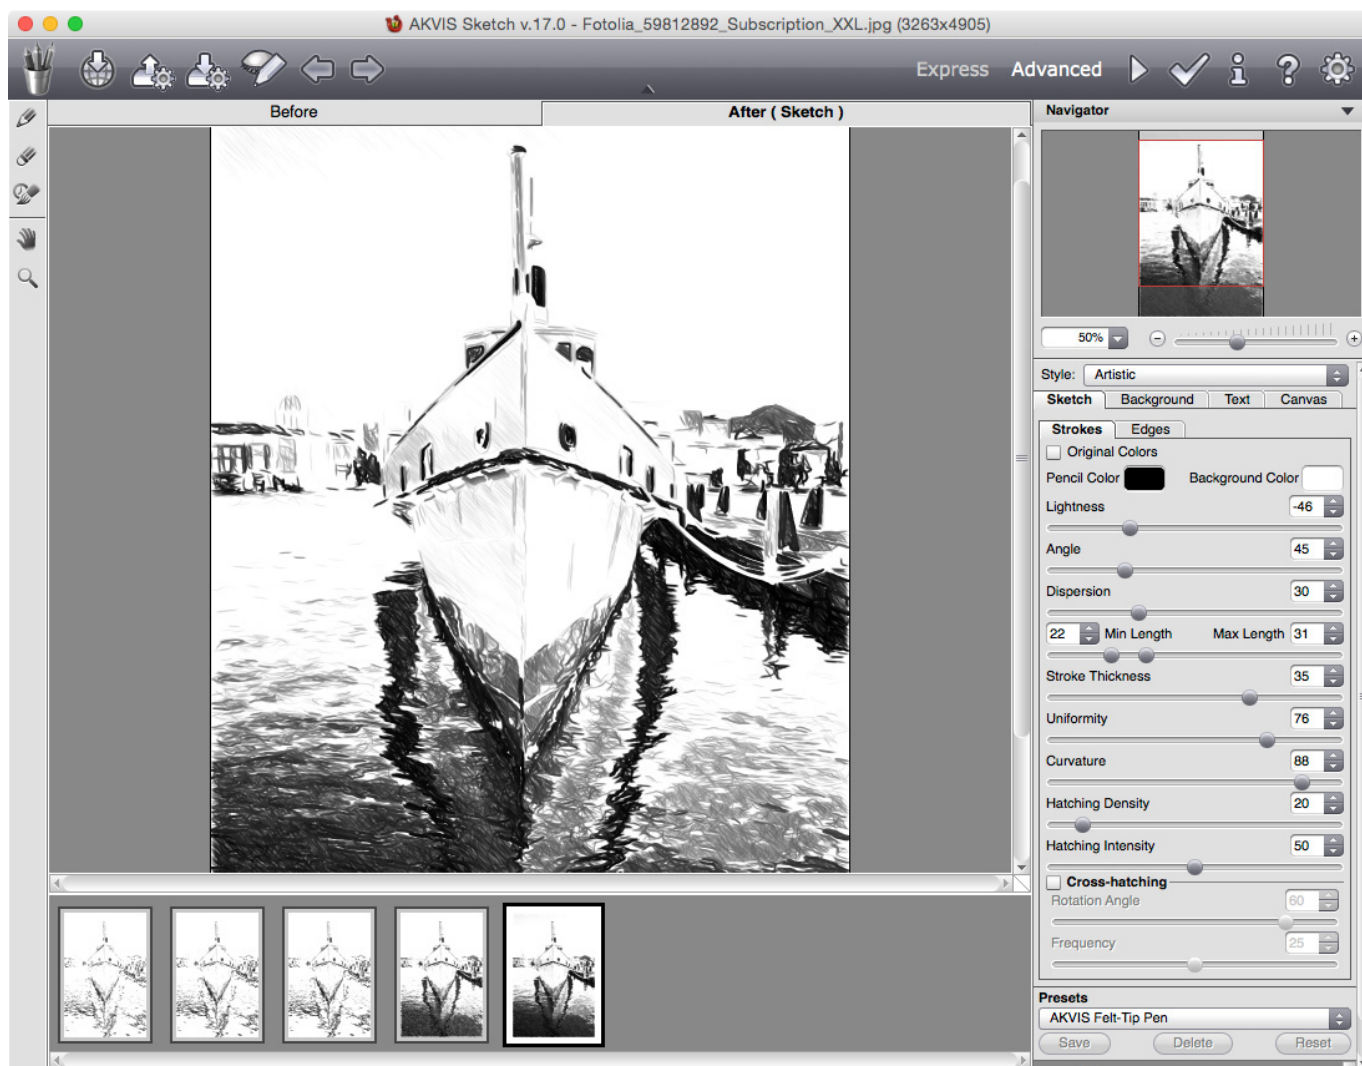 AKVIS Sketch v.17.0 - Fotolia_59812892_Subscription_XXL.jpg (3263x4905)
Express Advanced
Before After ( Sketch ) Navigator
50%
Style: Artistic
Sketch Background Text Canvas
Strokes Edges
Original Colors
Pencil Color Background Color
Lightness -46
Angle 45
Dispersion 30
22 Min Length Max Length 31
Stroke Thickness 35
Uniformity 76
Curvature 88
Hatching Density 20
Hatching Intensity 50
Cross-hatching
Rotation Angle 60
Frequency 25
Presets
AKVIS Felt-Tip Pen
Save Delete Reset